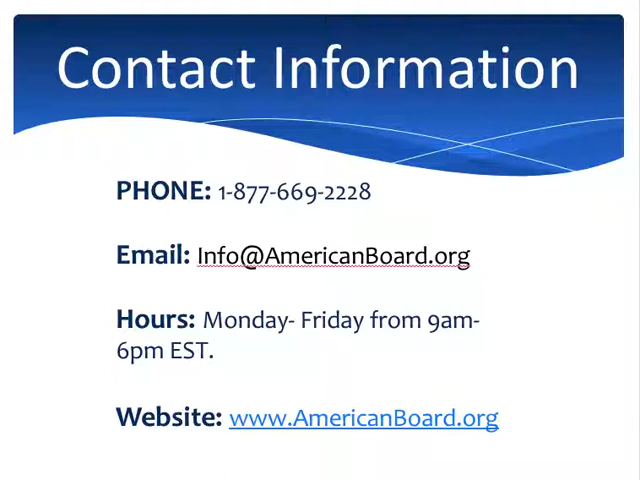 Contact Information
PHONE: 1-877-669-2228
Email: Info@AmericanBoard.org
Hours: Monday- Friday from 9am-
6pm EST.
Website: www.AmericanBoard.org